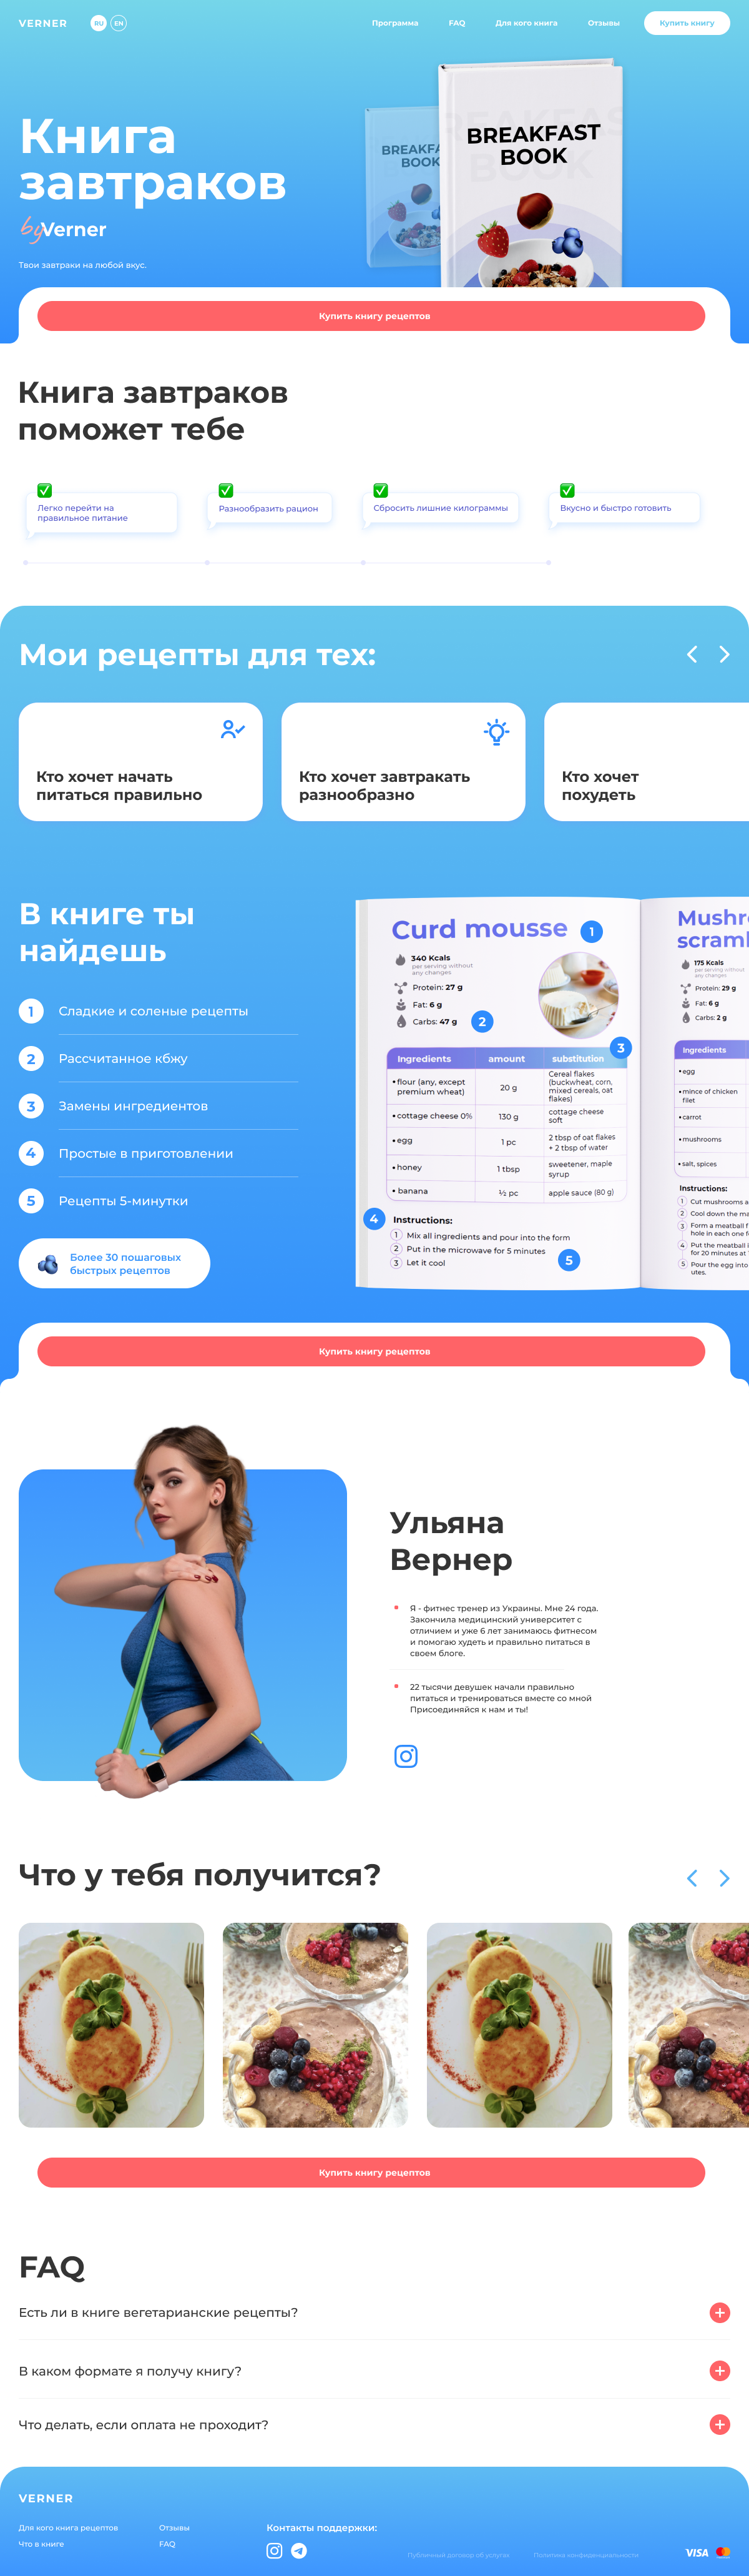 VERNER
RU
EN
Программа
FAQ
Для кого книга
Отзывы
Купить книгу
Книга
завтраков
by Verner
Твои завтраки на любой вкус.
BREAKFAST
BOOK
BREAKFAST
BOOK
Купить книгу рецептов
Книга завтраков
поможет тебе
Легко перейти на
правильное питание
Разнообразить рацион
Сбросить лишние килограммы
Вкусно и быстро готовить
Мои рецепты для тех:
Кто хочет начать
питаться правильно
Кто хочет завтракать
разнообразно
Кто хочет
похудеть
В книге ты
найдешь
1 Сладкие и соленые рецепты
2 Рассчитанное кбжу
3 Замены ингредиентов
4 Простые в приготовлении
5 Рецепты 5-минутки
Более 30 пошаговых
быстрых рецептов
Curd mousse
1
340 Kcals
per serving without
any changes
Protein: 27 g
Fat: 6 g
Carbs: 47 g
2
3
Ingredients amount substitution
flour (any, except
premium wheat)
20 g
Cereal flakes
(buckwheat, corn,
mixed cereals, oat
flakes)
cottage cheese 0%
130 g
cottage cheese
soft
egg
1 pc
2 tbsp of oat flakes
+ 2 tbsp of water
honey
1 tbsp
sweetener, maple
syrup
banana
½ pc
apple sauce (80 g)
4
Instructions:
1 Mix all ingredients and pour into the form
2 Put in the microwave for 5 minutes
3 Let it cool
5
175 Kcals
per serving without
any changes
Protein: 29 g
Fat: 6 g
Carbs: 2 g
Ingredients
egg
mince of chicken
filet
carrot
mushrooms
salt, spices
Instructions:
1 Cut mushrooms
2 Cool down the
3 Form a meatball
hole in each one
4 Put the meatball
for 20 minutes at
5 Pour the egg into
utes.
Купить книгу рецептов
Ульяна
Вернер
Я - фитнес тренер из Украины. Мне 24 года.
Закончила медицинский университет с
отличием и уже 6 лет занимаюсь фитнесом
и помогаю худеть и правильно питаться в
своем блоге.
22 тысячи девушек начали правильно
питаться и тренироваться вместе со мной
Присоединяйся к нам и ты!
Что у тебя получится?
Купить книгу рецептов
FAQ
Есть ли в книге вегетарианские рецепты?
В каком формате я получу книгу?
Что делать, если оплата не проходит?
VERNER
Для кого книга рецептов
Что в книге
Отзывы
FAQ
Контакты поддержки:
Публичный договор об услугах
Политика конфиденциальности
VISA